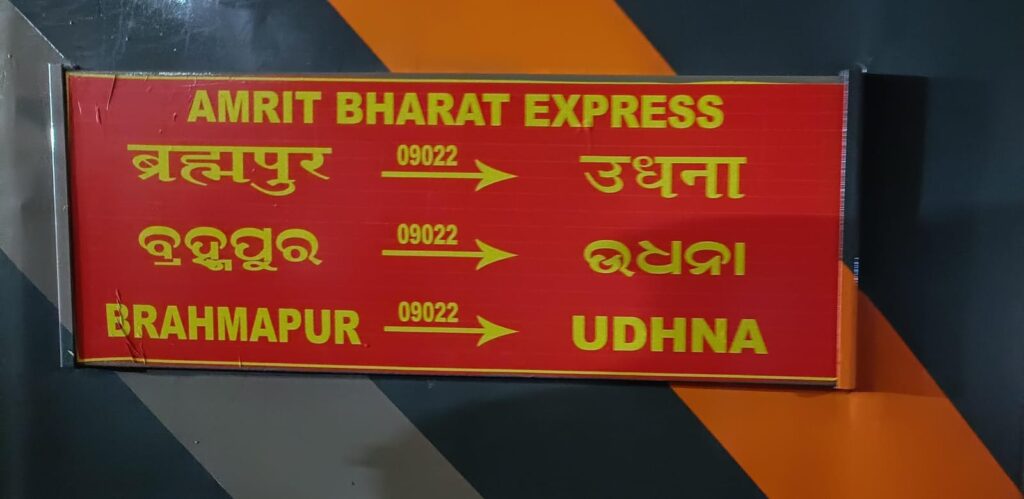 AMRIT BHARAT EXPRESS
ब्रह्मपुर 09022 उधना
ବ୍ରହ୍ମପୁର 09022 ଉଧନା
BRAHMAPUR 09022 UDHNA